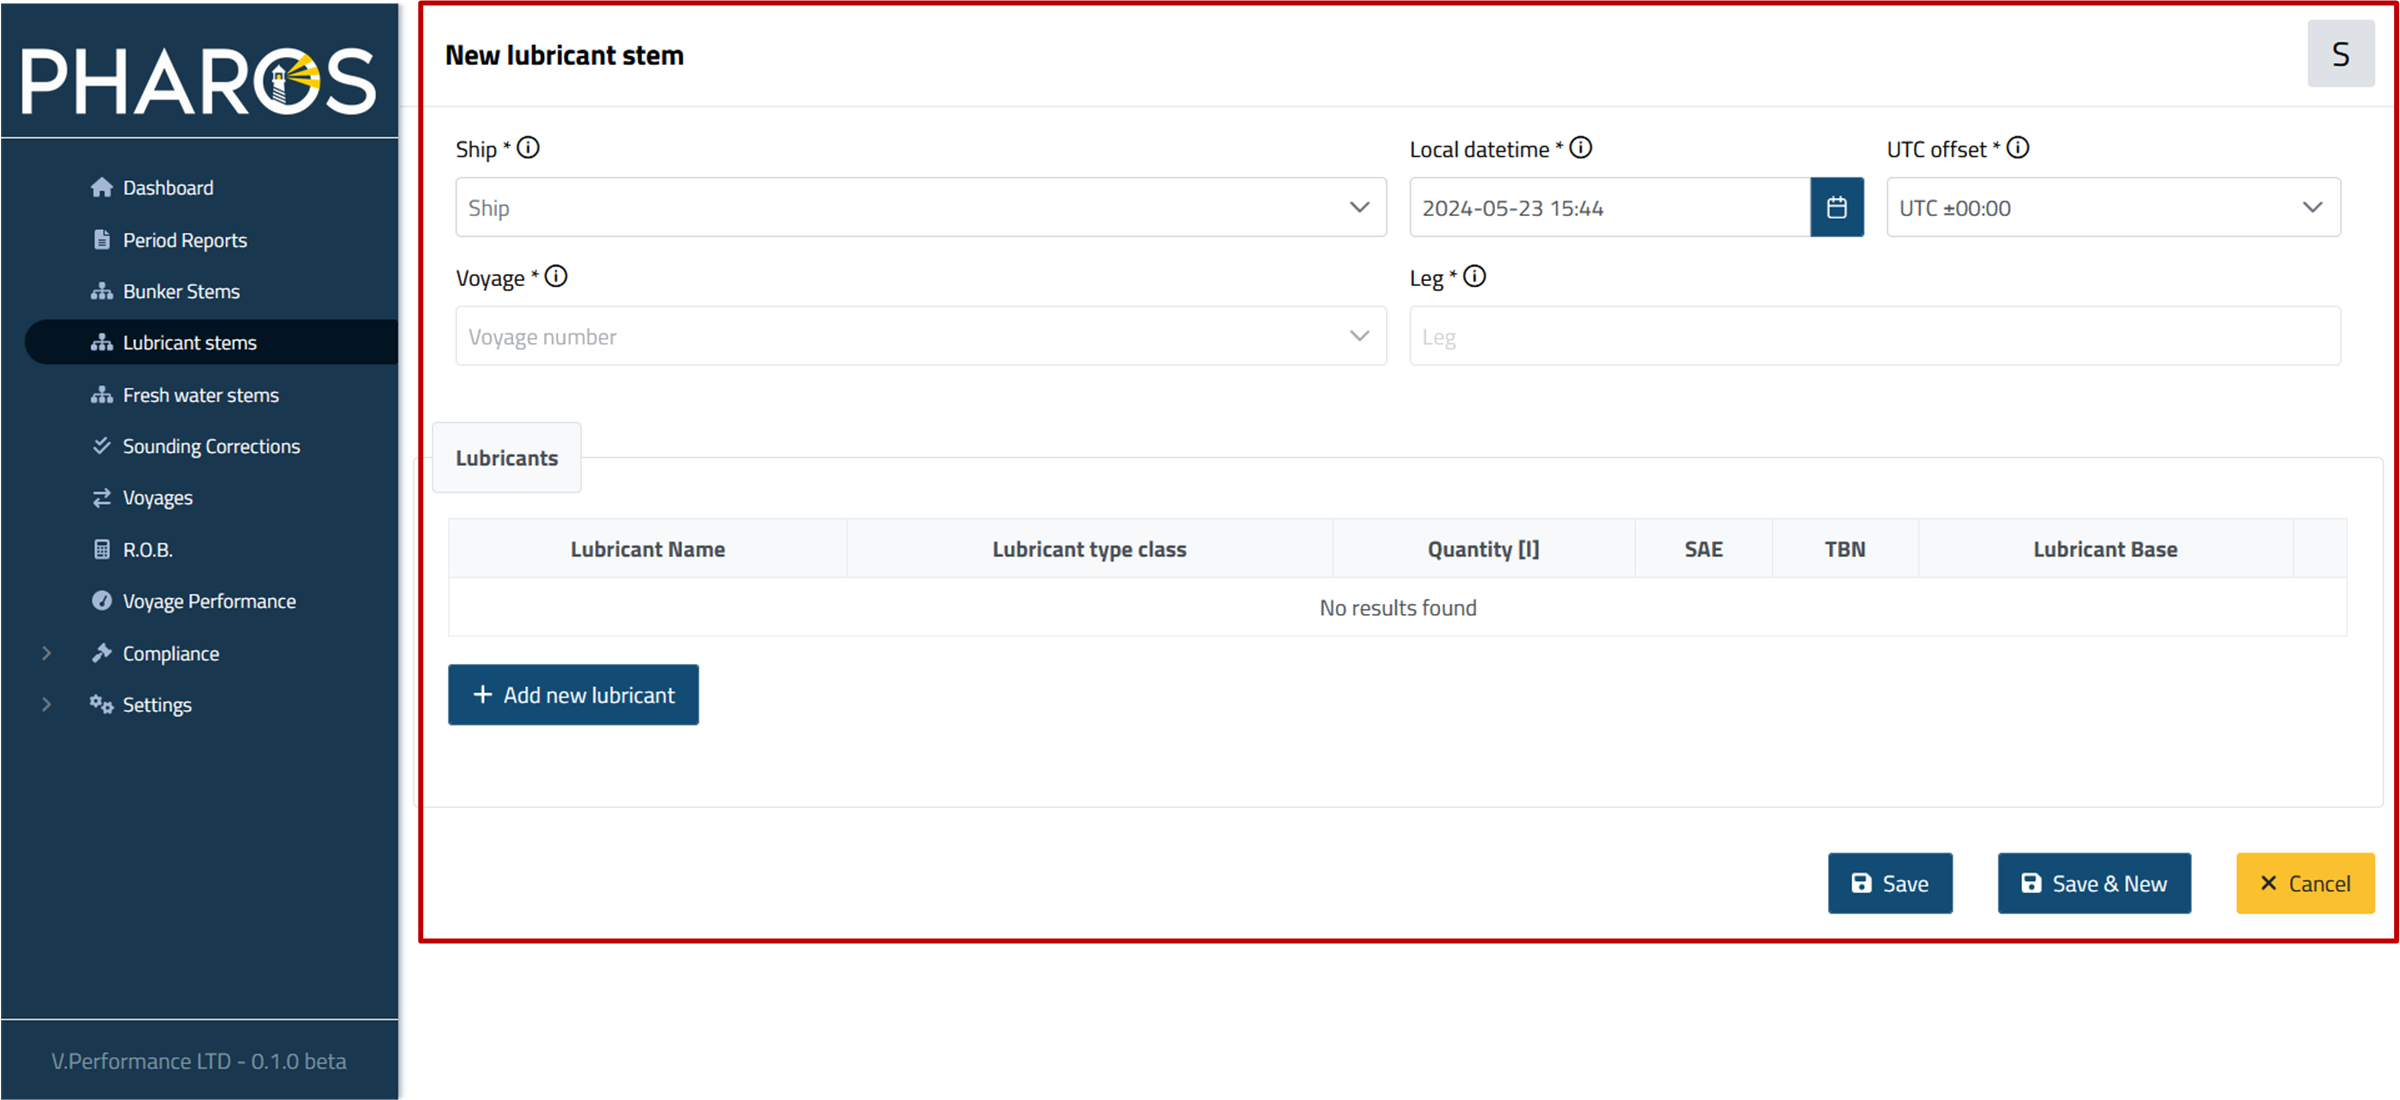 PHAROS
Dashboard
Period Reports
Bunker Stems
Lubricant stems
Fresh water stems
Sounding Corrections
Voyages
R.O.B.
Voyage Performance
Compliance
Settings
V.Performance LTD - 0.1.0 beta
New lubricant stem
S
Ship * Local datetime * UTC offset *
Ship 2024-05-23 15:44 UTC ±00:00
Voyage * Leg *
Voyage number Leg
Lubricants
Lubricant Name Lubricant type class Quantity [l] SAE TBN Lubricant Base
No results found
+ Add new lubricant
Save Save & New × Cancel